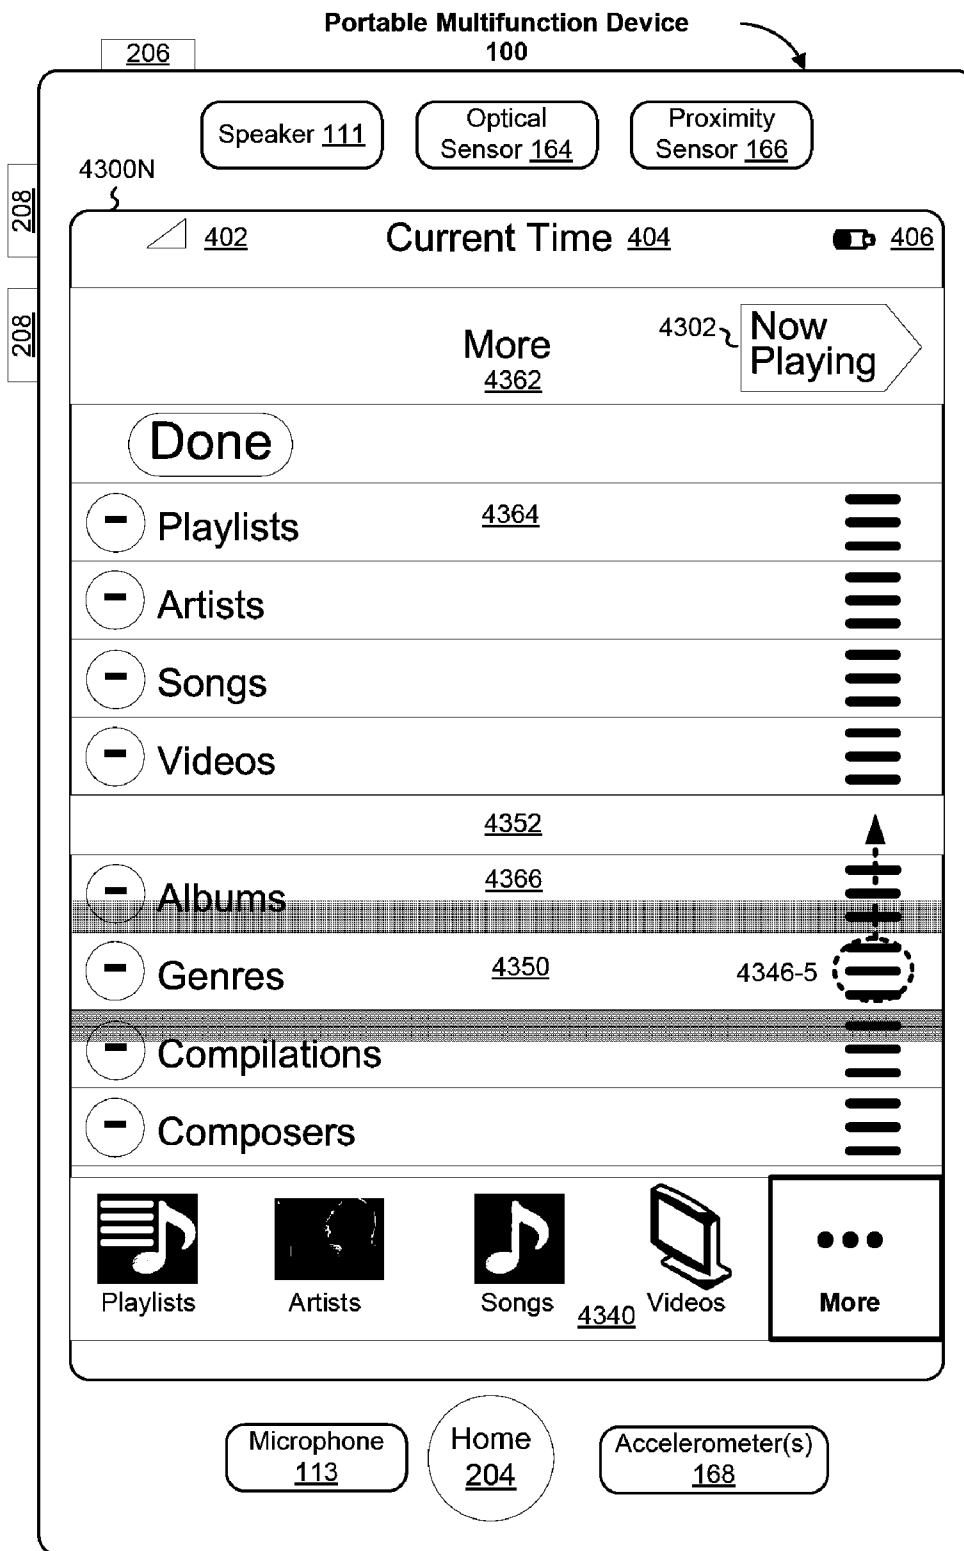 Portable Multifunction Device
100
206
Speaker 111
Optical
Sensor 164
Proximity
Sensor 166
4300N
208
208
402
Current Time 404
406
More
4362
4302
Now
Playing
Done
Playlists
4364
Artists
Songs
Videos
4352
Albums
4366
Genres
4350
4346-5
Compilations
Composers
Playlists
Artists
Songs
4340
Videos
More
Microphone
113
Home
204
Accelerometer(s)
168